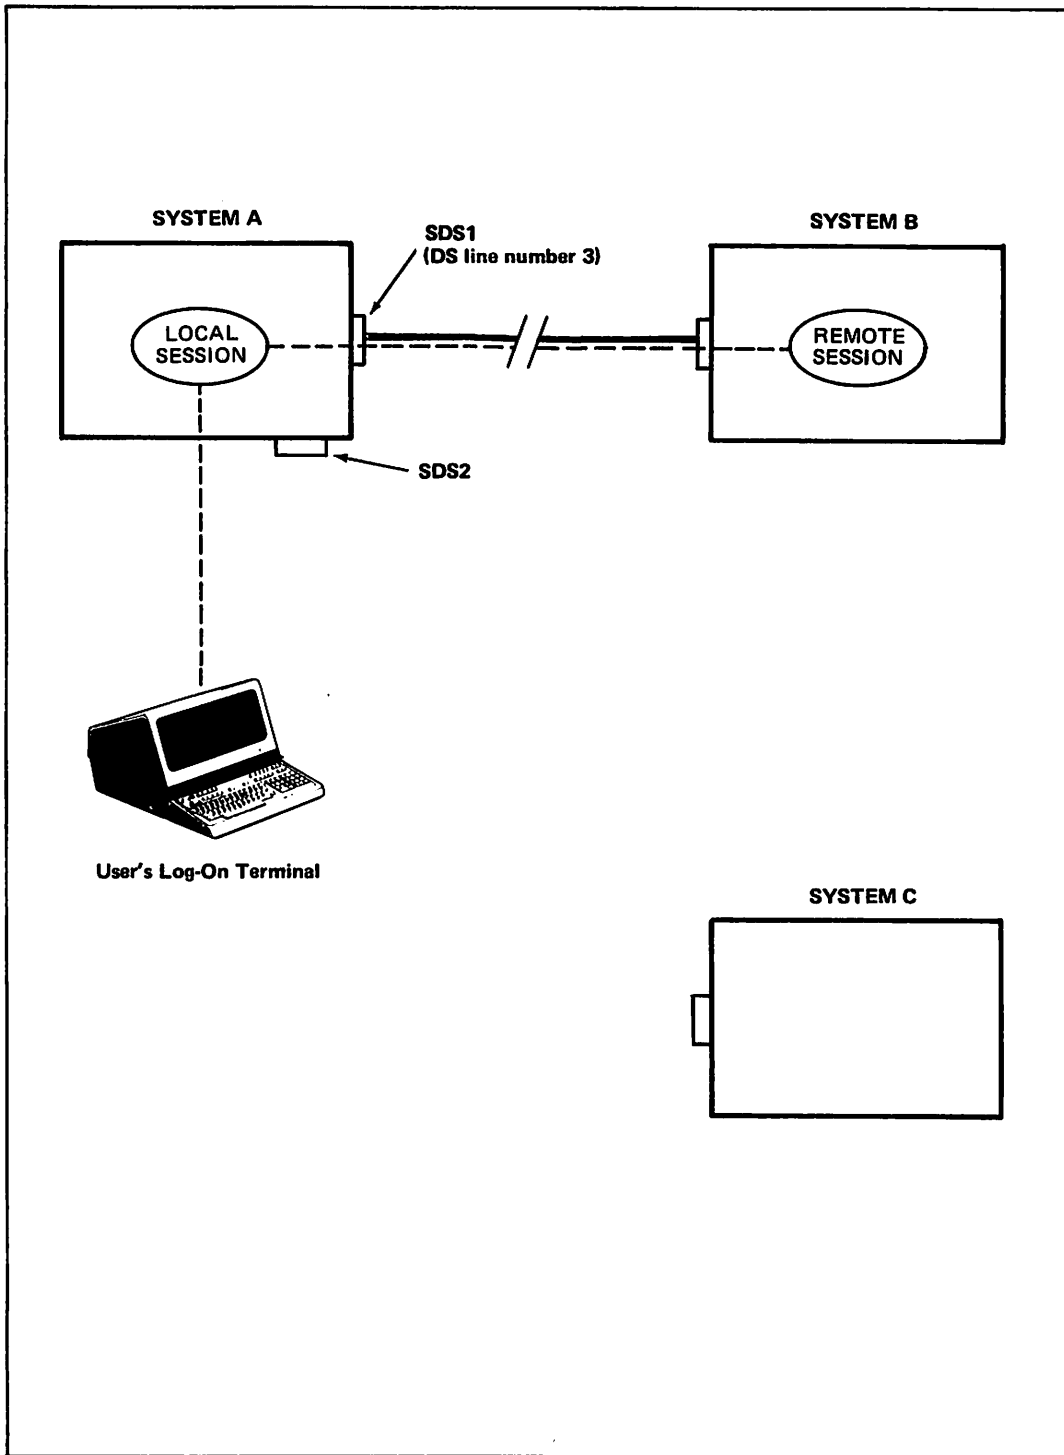 SYSTEM A
SDS1
(DS line number 3)
SYSTEM B
LOCAL
SESSION
REMOTE
SESSION
SDS2
User's Log-On Terminal
SYSTEM C